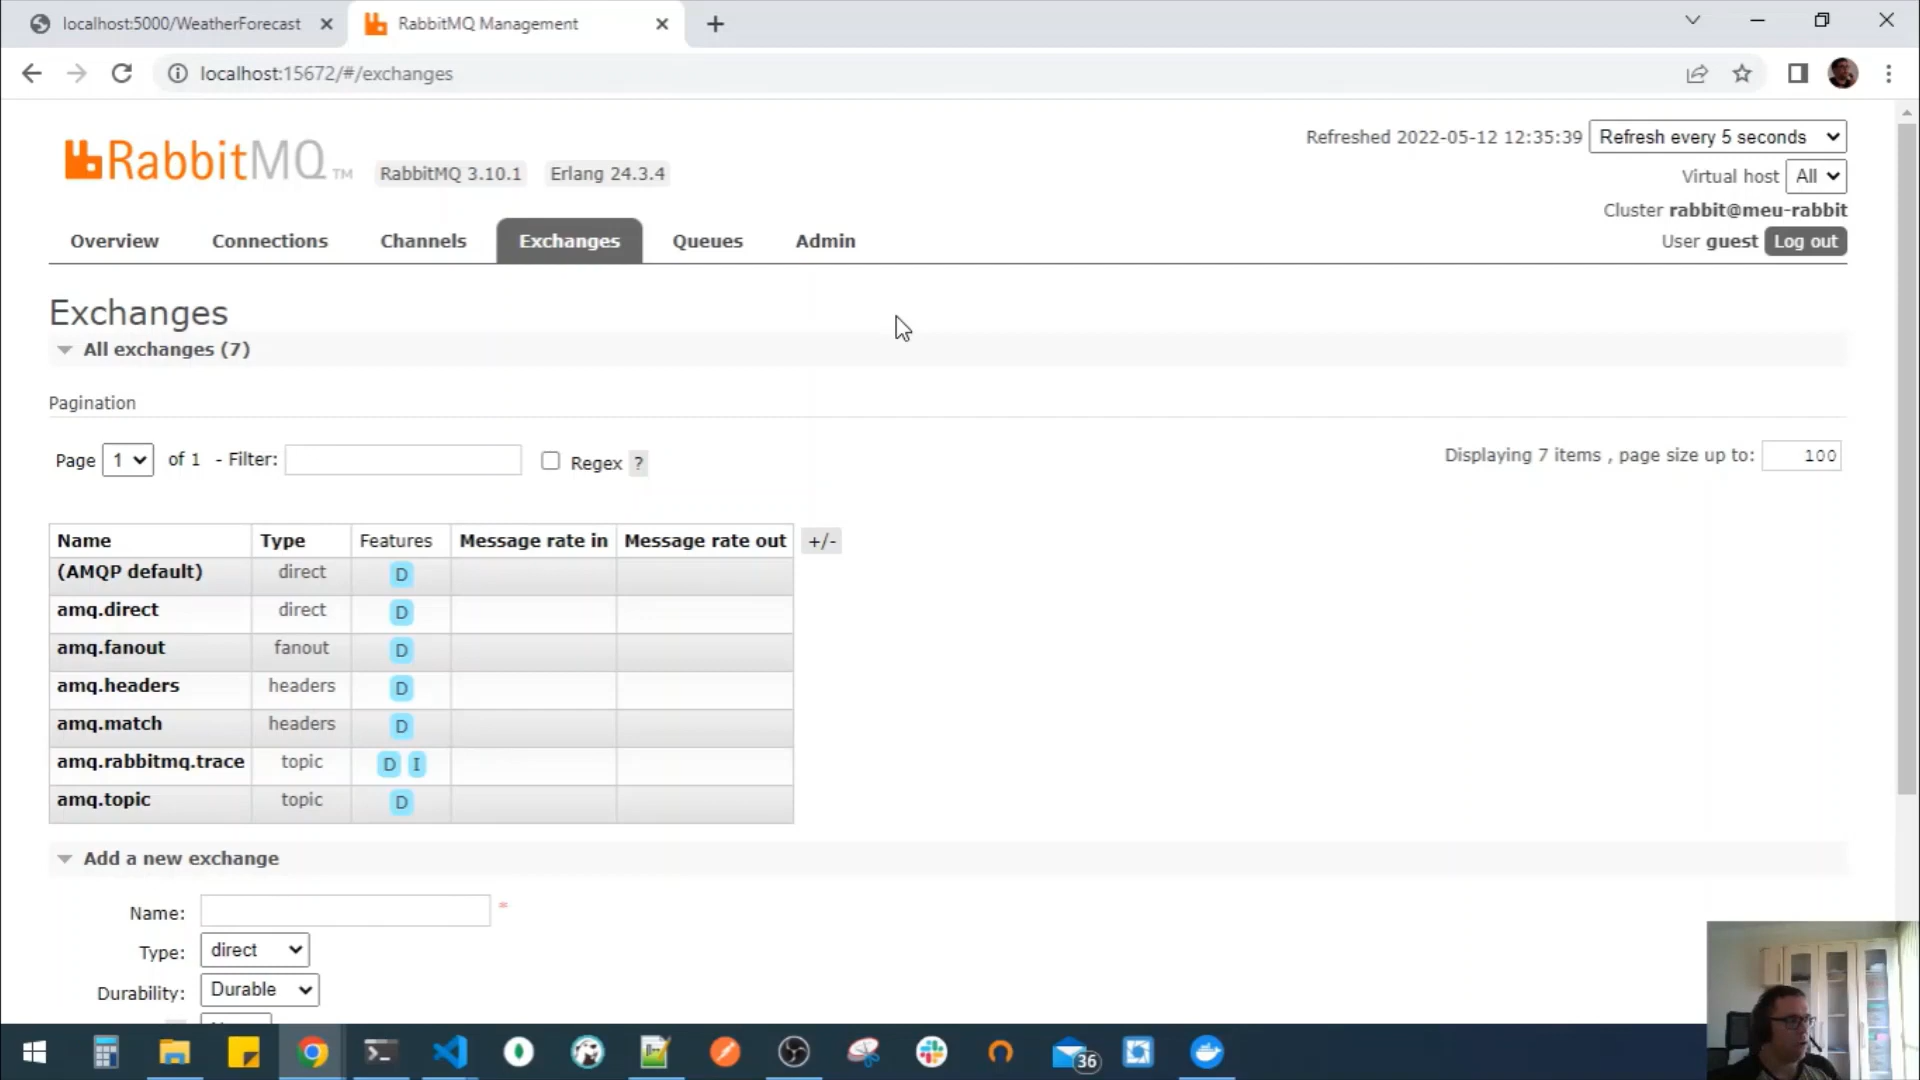 localhost:5000/WeatherForecast
RabbitMQ Management
localhost:15672/#/exchanges
Refreshed 2022-05-12 12:35:39 Refresh every 5 seconds
RabbitMQ TM RabbitMQ 3.10.1 Erlang 24.3.4
Virtual host All
Cluster rabbit@meu-rabbit
User guest Log out
Overview Connections Channels Exchanges Queues Admin
Exchanges
All exchanges (7)
Pagination
Page 1 of 1 - Filter: Regex ?
Displaying 7 items , page size up to: 100
Name Type Features Message rate in Message rate out +/-
(AMQP default) direct D
amq.direct direct D
amq.fanout fanout D
amq.headers headers D
amq.match headers D
amq.rabbitmq.trace topic D I
amq.topic topic D
Add a new exchange
Name: *
Type: direct
Durability: Durable
36